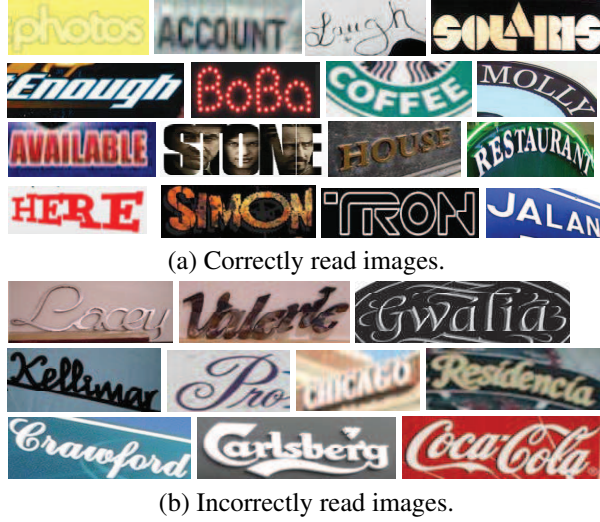 photos ACCOUNT Laugh SOLARIS
Enough BoBa COFFEE MOLLY
AVAILABLE STONE HOUSE RESTAURANT
HERE SIMON TRON JALAN
(a) Correctly read images.
Lacey Valerie Gwalia
Kellimar Pro CHICAGO Residencia
Crawford Carlsberg Coca-Cola
(b) Incorrectly read images.